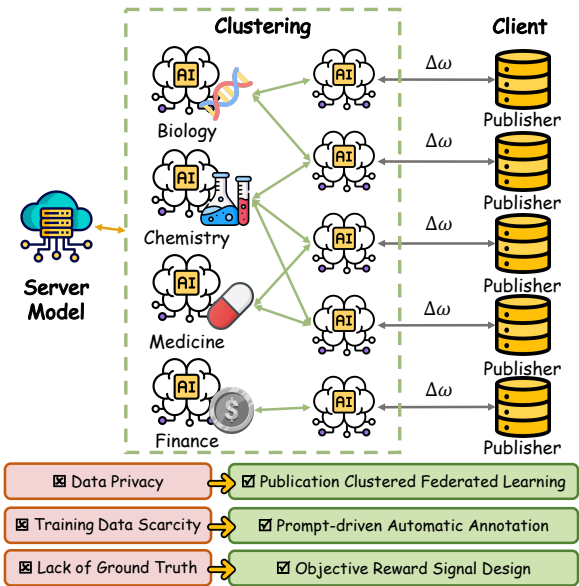 Clustering
Client
AI
AI
Δω
Biology
Publisher
AI
AI
Δω
Chemistry
Publisher
Server
Model
AI
AI
Δω
Medicine
Publisher
AI
Δω
Publisher
AI
$
AI
Δω
Finance
Publisher
☒ Data Privacy
☑ Publication Clustered Federated Learning
☒ Training Data Scarcity
☑ Prompt-driven Automatic Annotation
☒ Lack of Ground Truth
☑ Objective Reward Signal Design